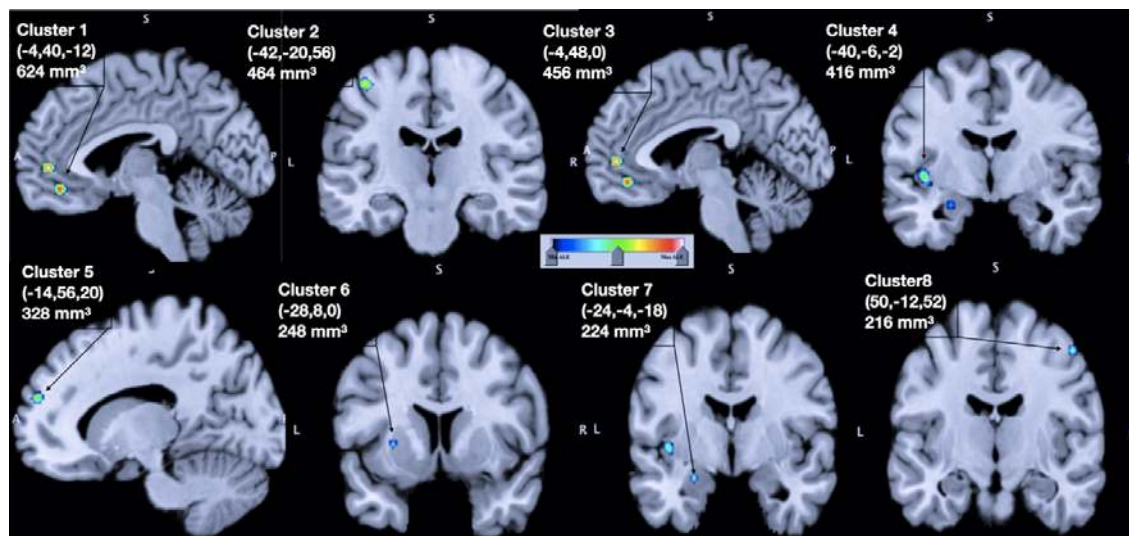 S
Cluster 1
(-4,40,-12)
624 mm³
A
P
L
Cluster 2
(-42,-20,56)
464 mm³
S
R
Cluster 3
(-4,48,0)
456 mm³
S
A
P
L
Cluster 4
(-40,-6,-2)
416 mm³
S
Max ALE
Cluster 5
(-14,56,20)
328 mm³
S
A
L
Cluster 6
(-28,8,0)
248 mm³
S
R
L
Cluster 7
(-24,-4,-18)
224 mm³
S
L
Cluster8
(50,-12,52)
216 mm³
S